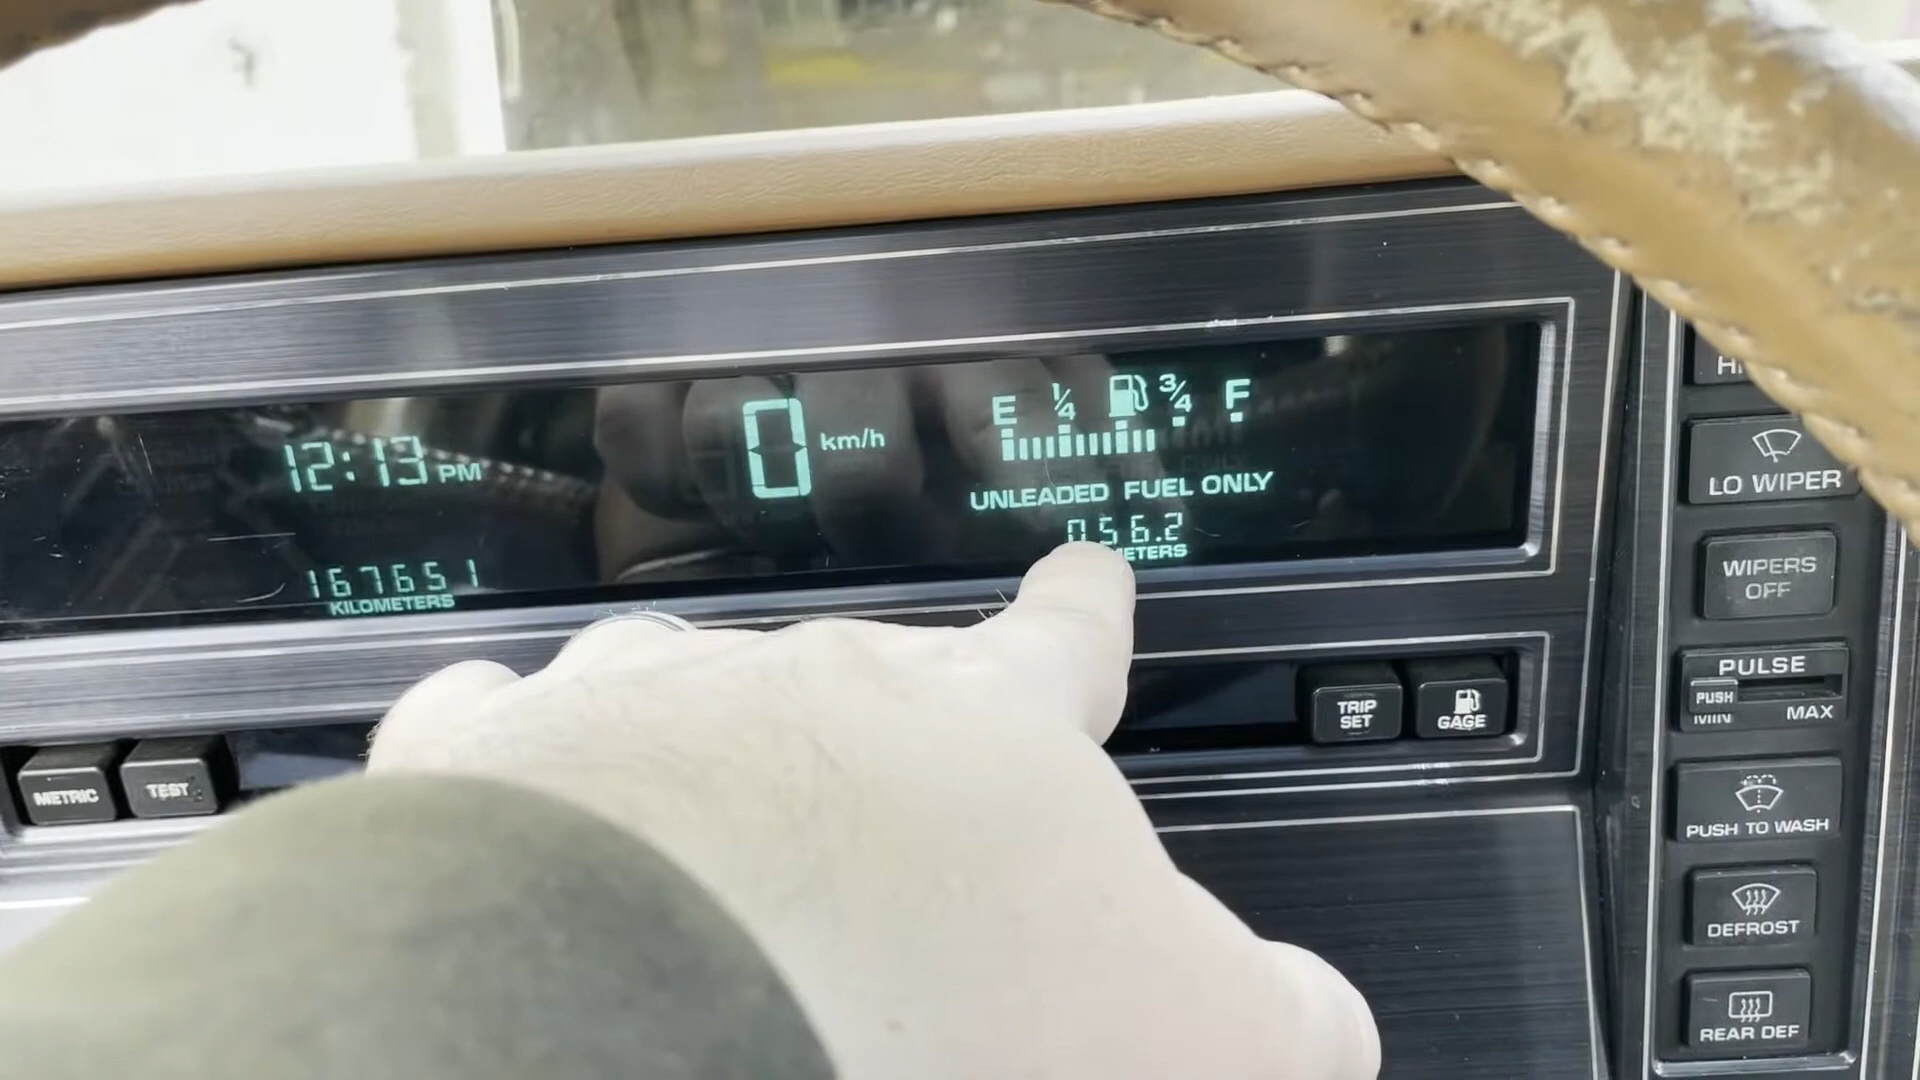 12:13 PM
0 km/h
E 1/4 3/4 F
UNLEADED FUEL ONLY
056.2
167651
KILOMETERS
METRIC
TEST
TRIP SET
GAGE
LO WIPER
WIPERS
OFF
PULSE
PUSH
MIN MAX
PUSH TO WASH
DEFROST
REAR DEF